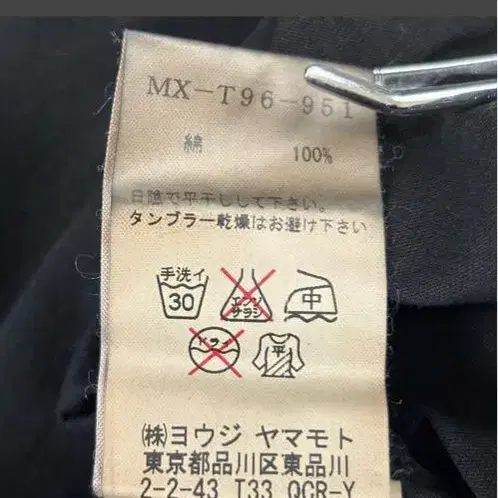 MX-T96-951
綿 100%
日陰で平干しして下さい。
タンブラー乾燥はお避け下さい
手洗イ
30
エンソ
サラシ
中
ドライ
平
㈱ヨウジ ヤマモト
東京都品川区東品川
2-2-43 T33 OCR-Y